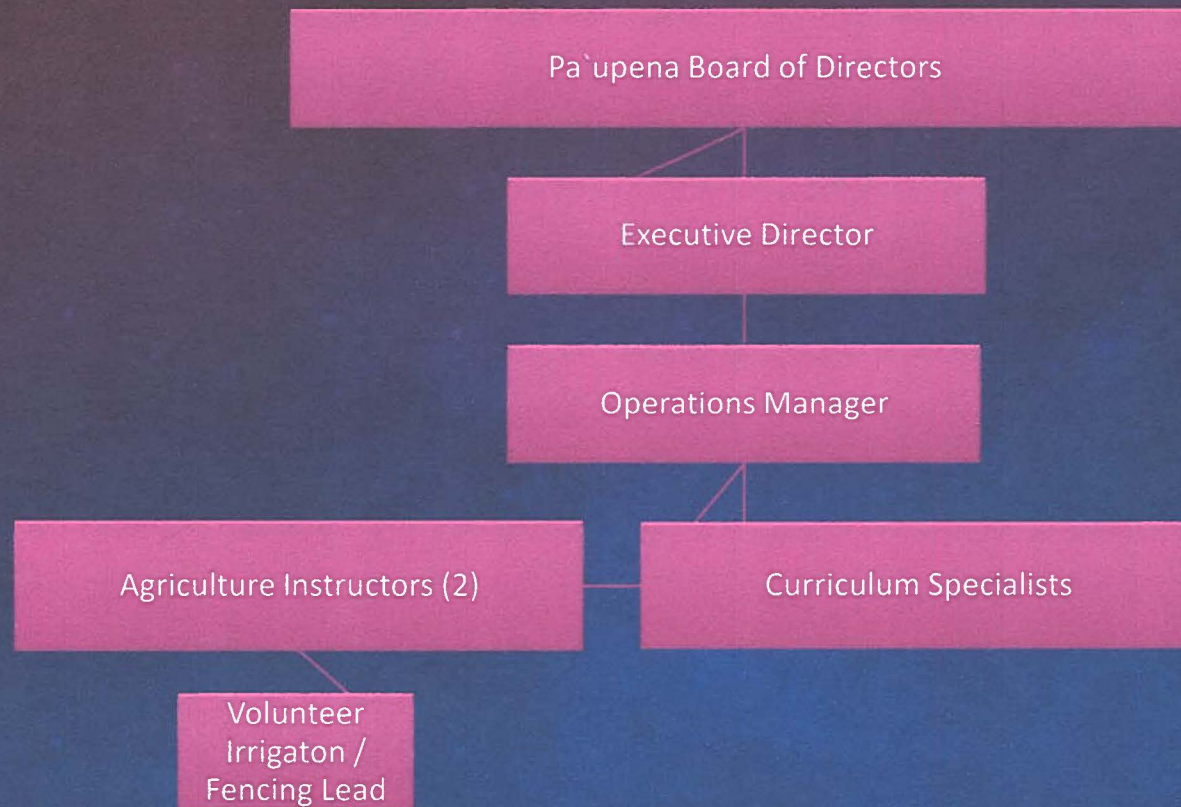 Pa`upena Board of Directors
Executive Director
Operations Manager
Agriculture Instructors (2)
Curriculum Specialists
Volunteer
Irrigaton /
Fencing Lead